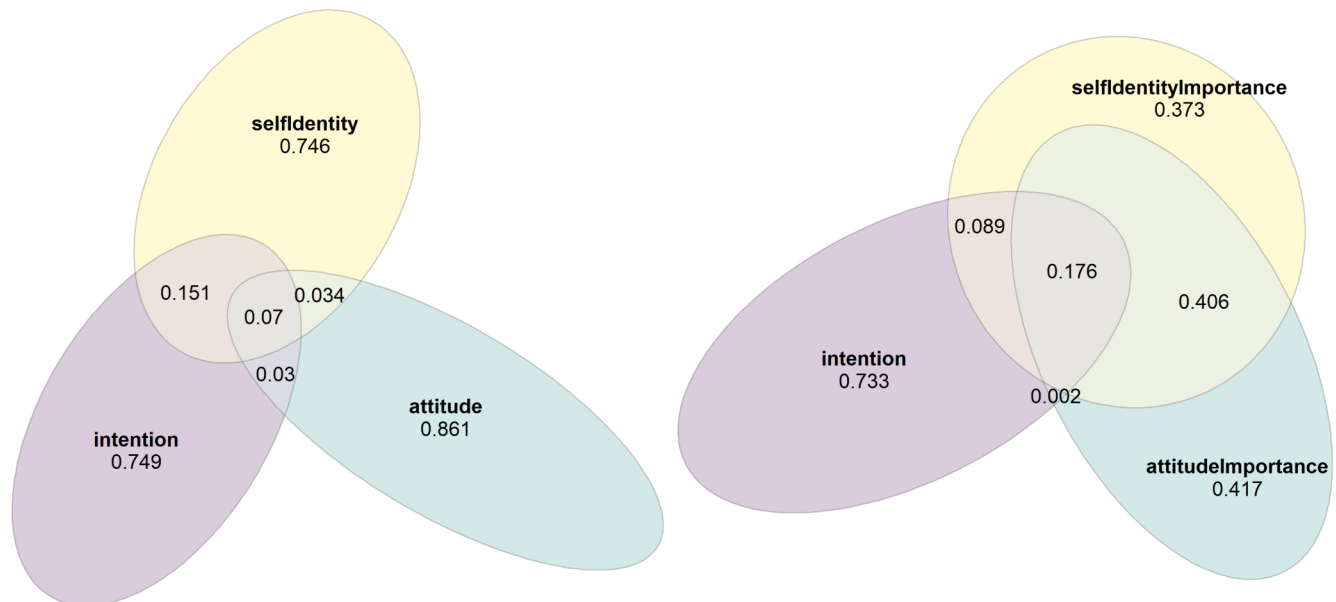 selfIdentity
0.746
0.151
0.034
0.07
0.03
attitude
0.861
intention
0.749
selfIdentityImportance
0.373
0.089
0.176
0.406
intention
0.733
0.002
attitudeImportance
0.417